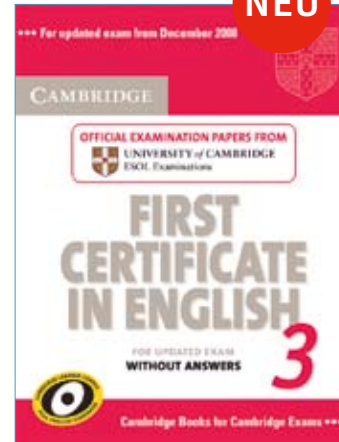 NEU
*** For updated exam from December 2008
CAMBRIDGE
OFFICIAL EXAMINATION PAPERS FROM
UNIVERSITY of CAMBRIDGE
ESOL Examinations
FIRST
CERTIFICATE
IN ENGLISH
3
FOR UPDATED EXAM
WITHOUT ANSWERS
Cambridge Books for Cambridge Exams ***